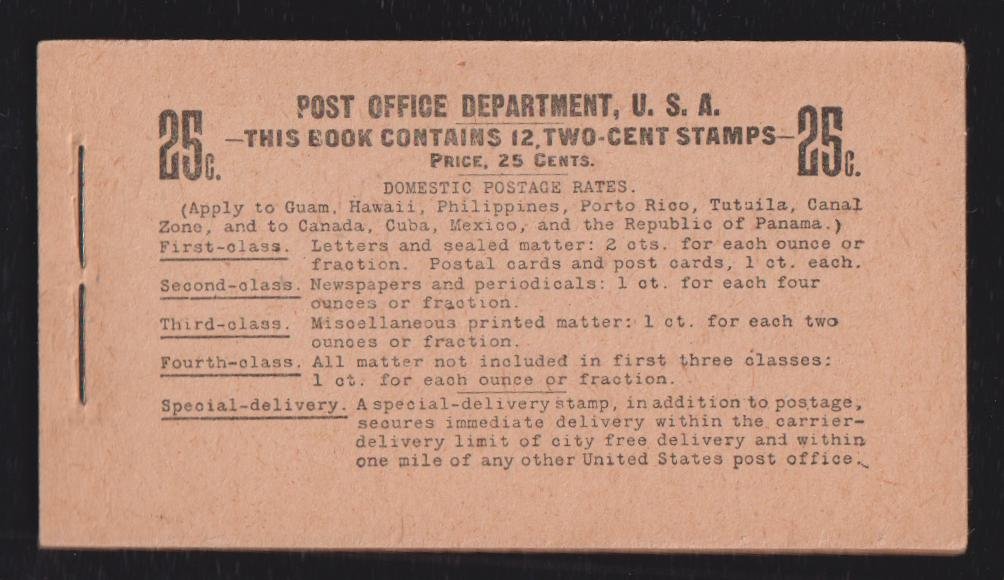 POST OFFICE DEPARTMENT, U. S. A.
25c. —THIS BOOK CONTAINS 12, TWO-CENT STAMPS— 25c.
PRICE, 25 CENTS.
DOMESTIC POSTAGE RATES.
(Apply to Guam, Hawaii, Philippines, Porto Rico, Tutuila, Canal
Zone, and to Canada, Cuba, Mexico, and the Republic of Panama.)
First-class. Letters and sealed matter: 2 cts. for each ounce or
fraction. Postal cards and post cards, 1 ct. each.
Second-class. Newspapers and periodicals: 1 ct. for each four
ounces or fraction.
Third-class. Miscellaneous printed matter: 1 ct. for each two
ounces or fraction.
Fourth-class. All matter not included in first three classes:
1 ct. for each ounce or fraction.
Special-delivery. A special-delivery stamp, in addition to postage,
secures immediate delivery within the carrier-
delivery limit of city free delivery and within
one mile of any other United States post office.